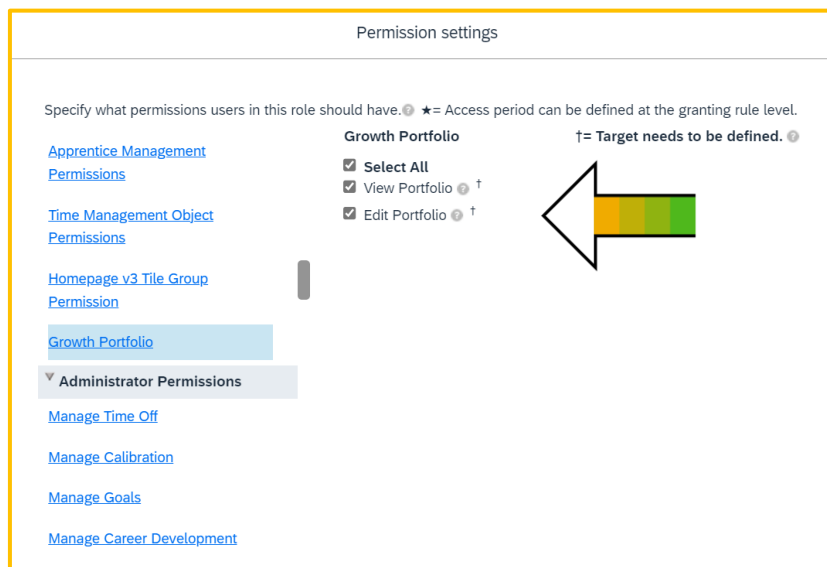 Permission settings
Specify what permissions users in this role should have. ★= Access period can be defined at the granting rule level.
Apprentice Management
Permissions
Time Management Object
Permissions
Homepage v3 Tile Group
Permission
Growth Portfolio
Administrator Permissions
Manage Time Off
Manage Calibration
Manage Goals
Manage Career Development
Growth Portfolio †= Target needs to be defined. ?
Select All
View Portfolio ? †
Edit Portfolio ? †